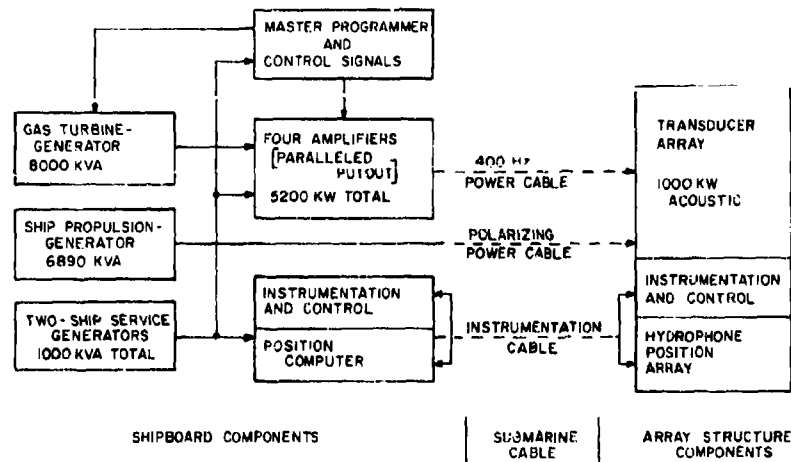 MASTER PROGRAMMER
AND
CONTROL SIGNALS
GAS TURBINE-
GENERATOR
8000 KVA
FOUR AMPLIFIERS
[PARALLELED
PUTOUT]
5200 KW TOTAL
400 Hz
POWER CABLE
TRANSDUCER
ARRAY
1000 KW
ACOUSTIC
SHIP PROPULSION-
GENERATOR
6890 KVA
POLARIZING
POWER CABLE
TWO-SHIP SERVICE
GENERATORS
1000 KVA TOTAL
INSTRUMENTATION
AND CONTROL
POSITION
COMPUTER
INSTRUMENTATION
CABLE
INSTRUMENTATION
AND CONTROL
HYDROPHONE
POSITION
ARRAY
SHIPBOARD COMPONENTS
SUBMARINE
CABLE
ARRAY STRUCTURE
COMPONENTS